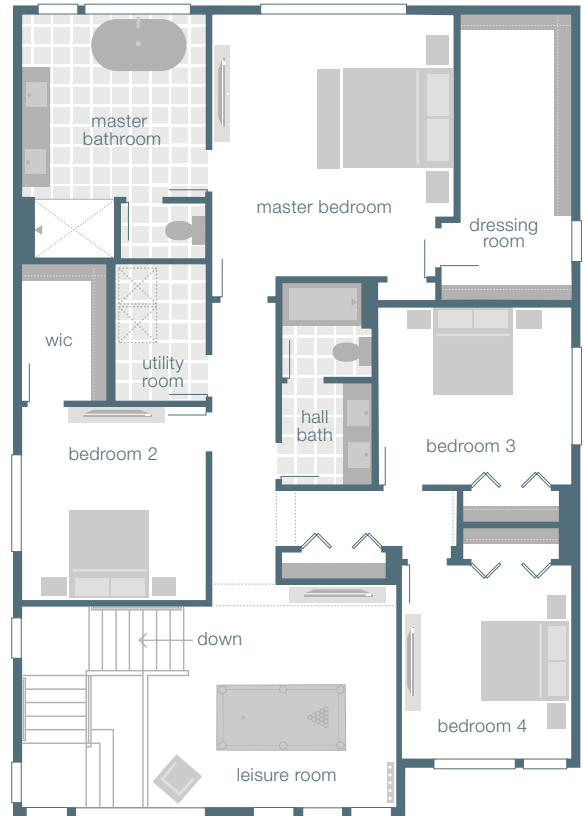 master
bathroom
master bedroom
dressing
room
wic
utility
room
hall
bath
bedroom 2
bedroom 3
down
bedroom 4
leisure room